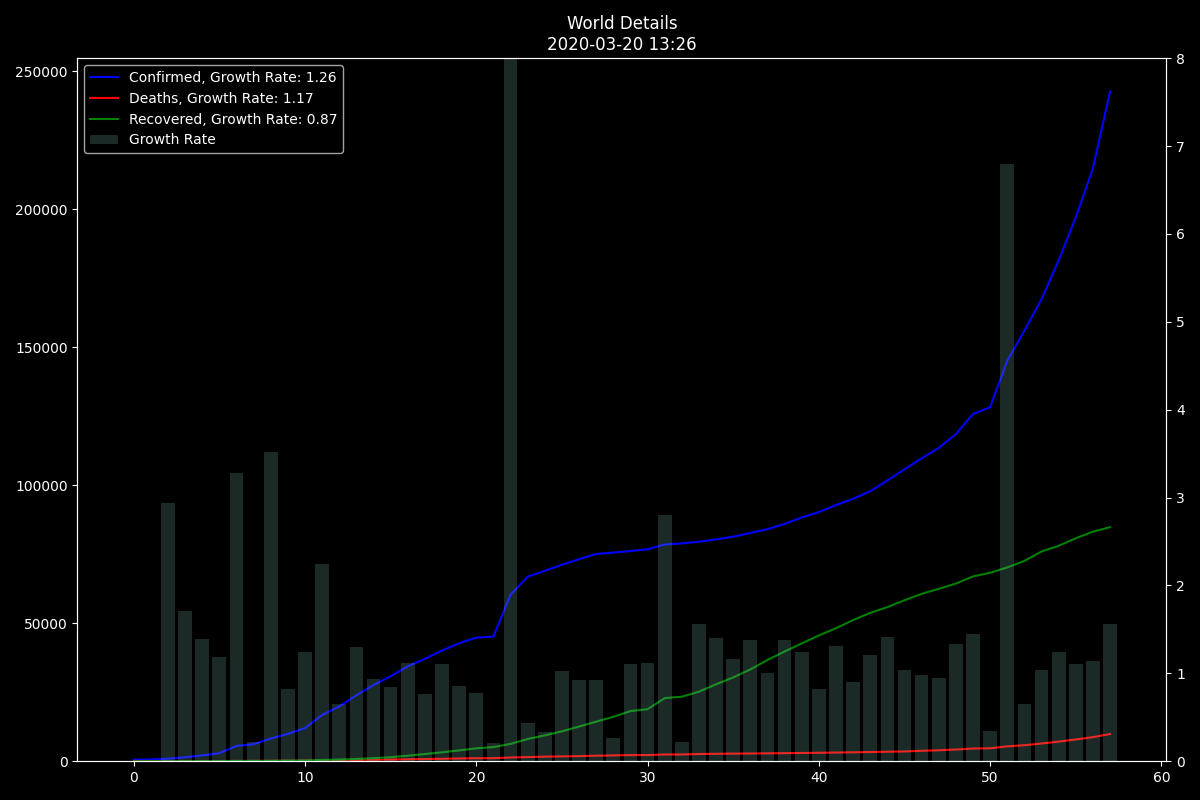 World Details
2020-03-20 13:26
Confirmed, Growth Rate: 1.26
Deaths, Growth Rate: 1.17
Recovered, Growth Rate: 0.87
Growth Rate
250000
200000
150000
100000
50000
0
8
7
6
5
4
3
2
1
0
0 10 20 30 40 50 60